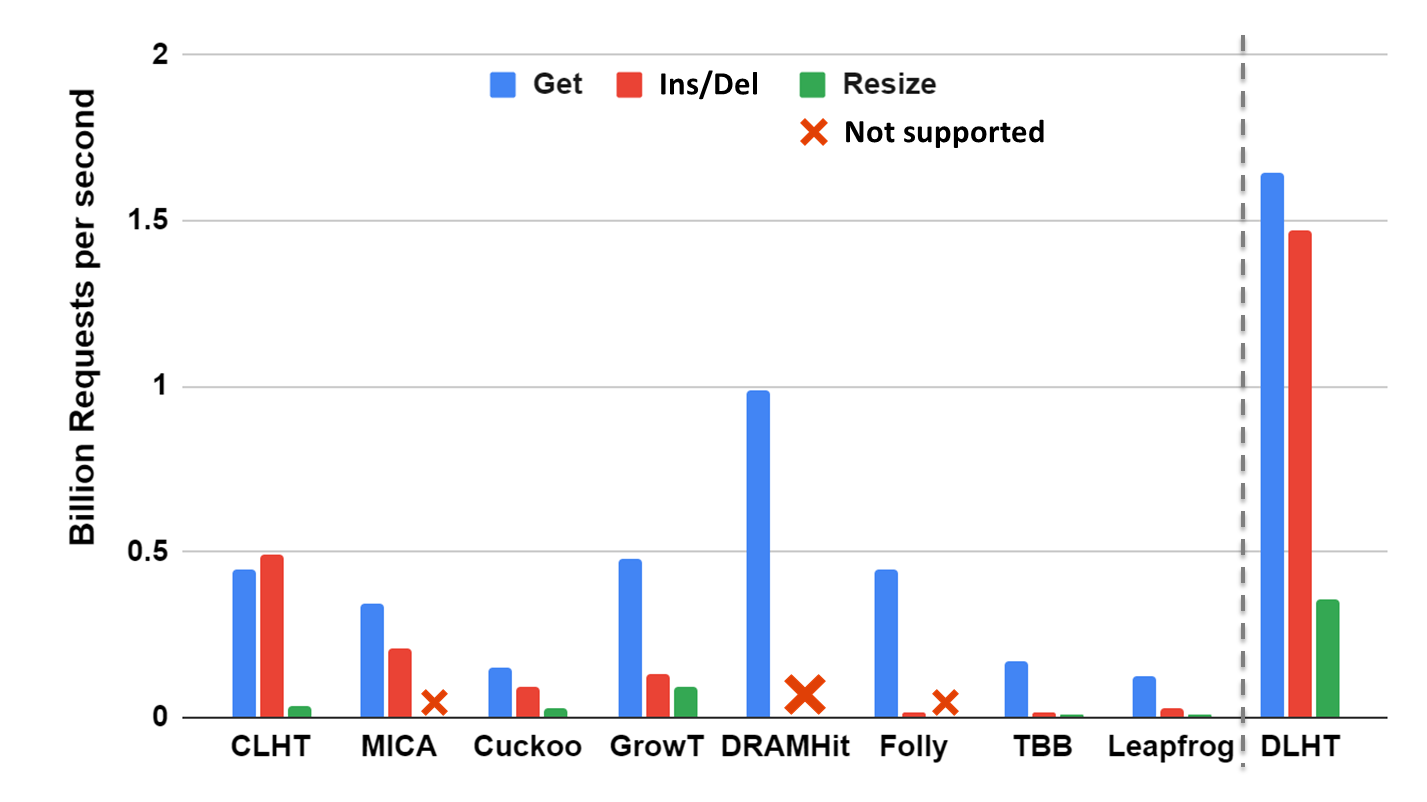 Billion Requests per second
2
1.5
1
0.5
0
Get Ins/Del Resize
Not supported
CLHT MICA Cuckoo GrowT DRAMHit Folly TBB Leapfrog DLHT